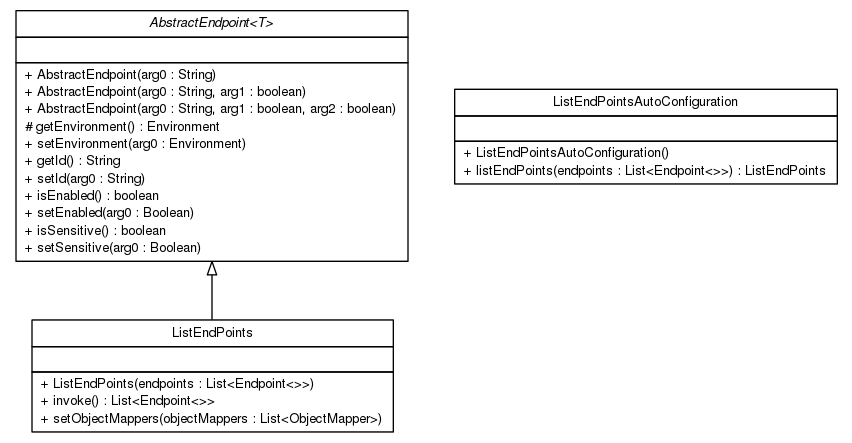 AbstractEndpoint<T>
+ AbstractEndpoint(arg0 : String)
+ AbstractEndpoint(arg0 : String, arg1 : boolean)
+ AbstractEndpoint(arg0 : String, arg1 : boolean, arg2 : boolean)
# getEnvironment() : Environment
+ setEnvironment(arg0 : Environment)
+ getId() : String
+ setId(arg0 : String)
+ isEnabled() : boolean
+ setEnabled(arg0 : Boolean)
+ isSensitive() : boolean
+ setSensitive(arg0 : Boolean)
ListEndPointsAutoConfiguration
+ ListEndPointsAutoConfiguration()
+ listEndPoints(endpoints : List<Endpoint<>>) : ListEndPoints
ListEndPoints
+ ListEndPoints(endpoints : List<Endpoint<>>)
+ invoke() : List<Endpoint<>>
+ setObjectMappers(objectMappers : List<ObjectMapper>)